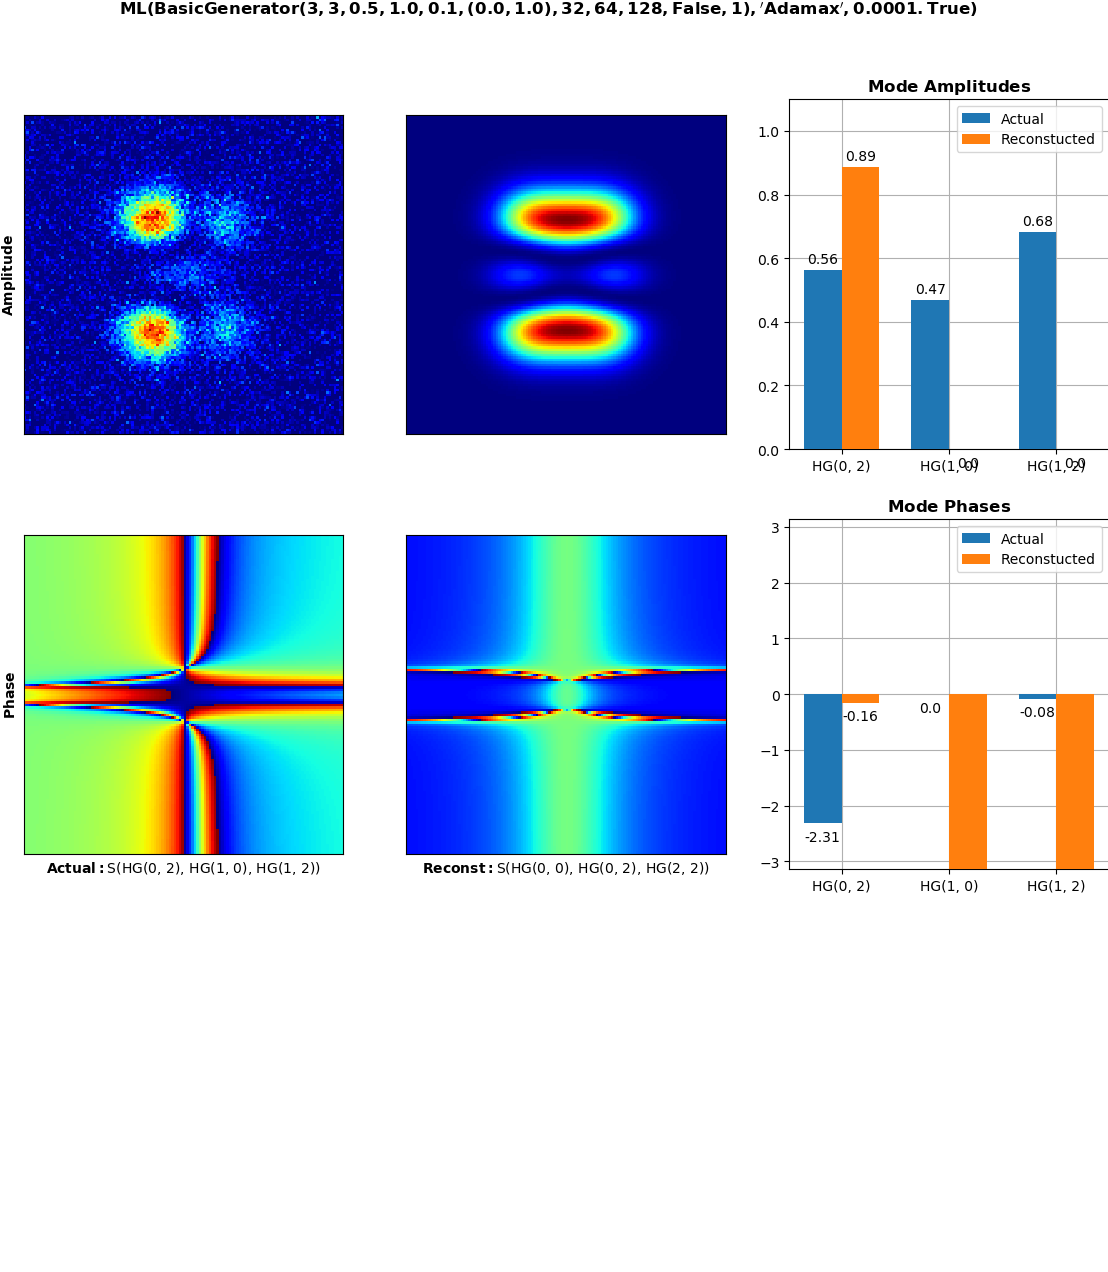 ML(BasicGenerator(3, 3, 0.5, 1.0, 0.1, (0.0, 1.0), 32, 64, 128, False, 1), ′Adamax′, 0.0001. True)
Mode Amplitudes
Amplitude
Actual
Reconstucted
1.0
0.8
0.6
0.4
0.2
0.0
0.56
0.89
0.47
0.0
0.68
0.0
HG(0, 2)
HG(1, 0)
HG(1, 2)
Mode Phases
Phase
Actual
Reconstucted
3
2
1
0
−1
−2
−3
-2.31
-0.16
0.0
-0.08
HG(0, 2)
HG(1, 0)
HG(1, 2)
Actual: S(HG(0, 2), HG(1, 0), HG(1, 2))
Reconst: S(HG(0, 0), HG(0, 2), HG(2, 2))